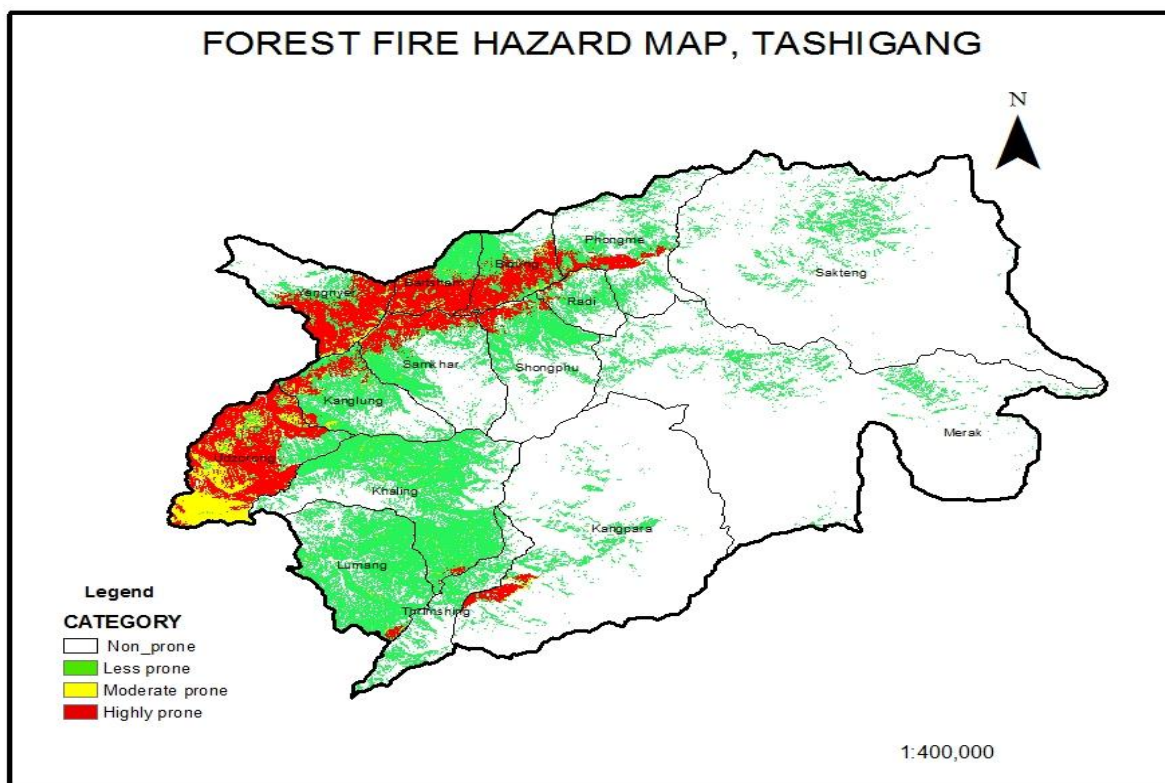 FOREST FIRE HAZARD MAP, TASHIGANG
N
Phongme
Sakteng
Yangnyer
Radi
Samkhar
Shongphu
Kanglung
Merak
Khaling
Kangpara
Lumang
Thrimshing
Legend
CATEGORY
Non_prone
Less prone
Moderate prone
Highly prone
1:400,000